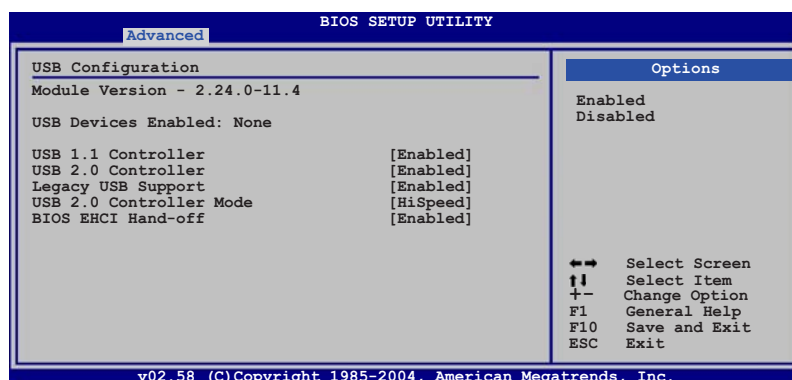 BIOS SETUP UTILITY
Advanced
USB Configuration
Module Version - 2.24.0-11.4
USB Devices Enabled: None
USB 1.1 Controller [Enabled]
USB 2.0 Controller [Enabled]
Legacy USB Support [Enabled]
USB 2.0 Controller Mode [HiSpeed]
BIOS EHCI Hand-off [Enabled]
Options
Enabled
Disabled
←→ Select Screen
↑↓ Select Item
+- Change Option
F1 General Help
F10 Save and Exit
ESC Exit
v02.58 (C)Copyright 1985-2004, American Megatrends, Inc.